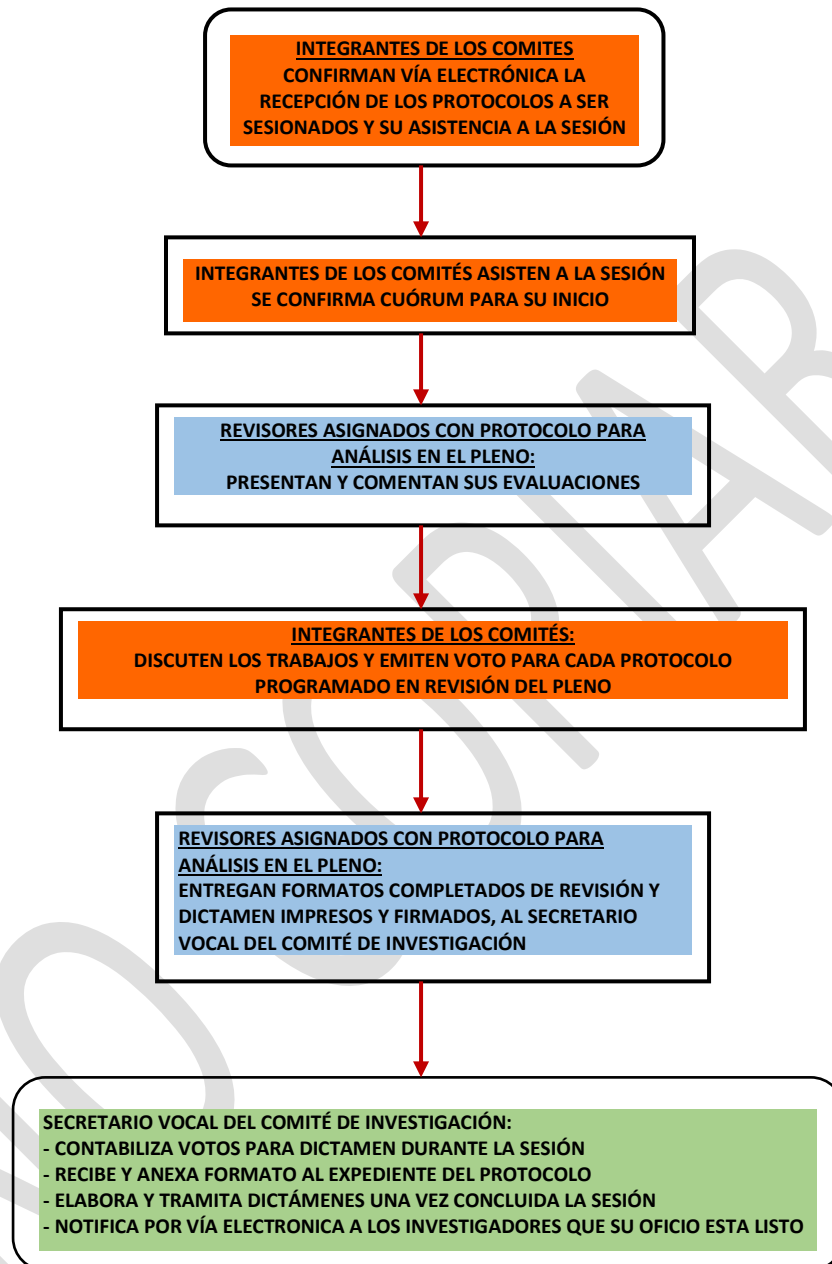 INTEGRANTES DE LOS COMITES
CONFIRMAN VÍA ELECTRÓNICA LA
RECEPCIÓN DE LOS PROTOCOLOS A SER
SESIONADOS Y SU ASISTENCIA A LA SESIÓN
INTEGRANTES DE LOS COMITÉS ASISTEN A LA SESIÓN
SE CONFIRMA CUÓRUM PARA SU INICIO
REVISORES ASIGNADOS CON PROTOCOLO PARA
ANÁLISIS EN EL PLENO:
PRESENTAN Y COMENTAN SUS EVALUACIONES
INTEGRANTES DE LOS COMITÉS:
DISCUTEN LOS TRABAJOS Y EMITEN VOTO PARA CADA PROTOCOLO
PROGRAMADO EN REVISIÓN DEL PLENO
REVISORES ASIGNADOS CON PROTOCOLO PARA
ANÁLISIS EN EL PLENO:
ENTREGAN FORMATOS COMPLETADOS DE REVISIÓN Y
DICTAMEN IMPRESOS Y FIRMADOS, AL SECRETARIO
VOCAL DEL COMITÉ DE INVESTIGACIÓN
SECRETARIO VOCAL DEL COMITÉ DE INVESTIGACIÓN:
- CONTABILIZA VOTOS PARA DICTAMEN DURANTE LA SESIÓN
- RECIBE Y ANEXA FORMATO AL EXPEDIENTE DEL PROTOCOLO
- ELABORA Y TRAMITA DICTÁMENES UNA VEZ CONCLUIDA LA SESIÓN
- NOTIFICA POR VÍA ELECTRONICA A LOS INVESTIGADORES QUE SU OFICIO ESTA LISTO
NO COPIAR